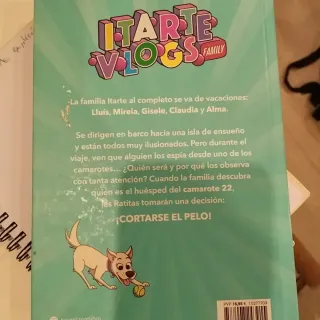 ITARTE
VLOGS
FAMILY
La familia Itarte al completo se va de vacaciones:
Lluís, Mireia, Gisele, Claudia y Alma.
Se dirigen en barco hacia una isla de ensueño
y están todos muy ilusionados. Pero durante el
viaje, ven que alguien los espía desde uno de los
camarotes... ¿Quién será y por qué los observa
con tanta atención? Cuando la familia descubra
quién es el huésped del camarote 22,
las Ratitas tomarán una decisión:
¡CORTARSE EL PELO!